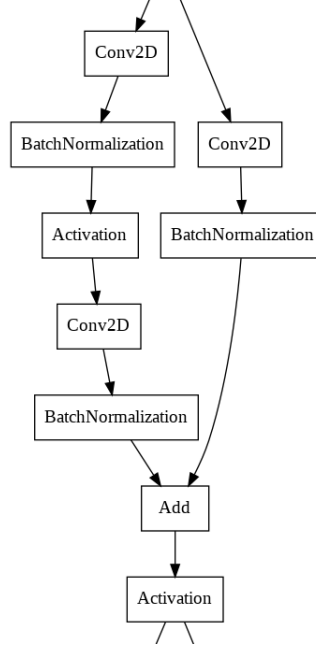 Conv2D
BatchNormalization
Conv2D
Activation
BatchNormalization
Conv2D
BatchNormalization
Add
Activation